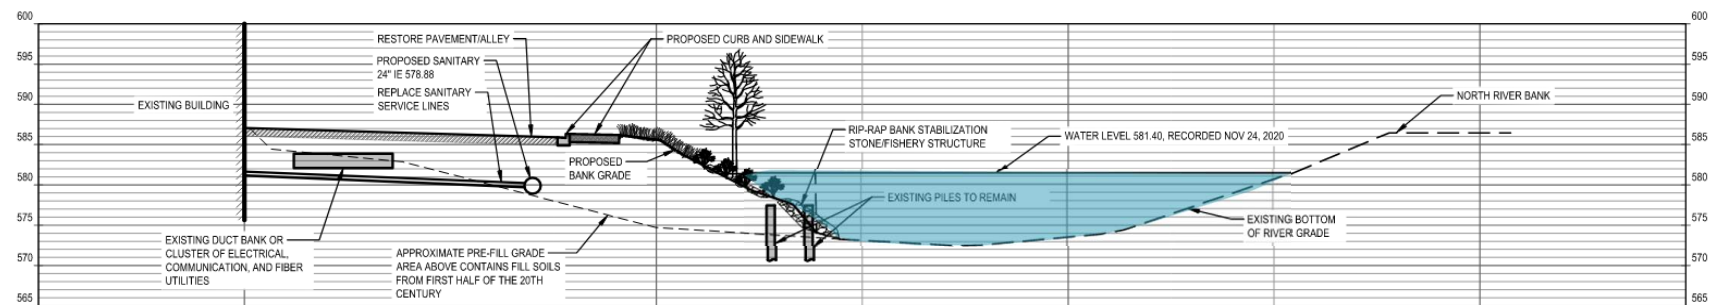 600
595
590
585
580
575
570
565
RESTORE PAVEMENT/ALLEY
PROPOSED SANITARY
24" IE 578.88
REPLACE SANITARY
SERVICE LINES
EXISTING BUILDING
PROPOSED CURB AND SIDEWALK
PROPOSED
BANK GRADE
RIP-RAP BANK STABILIZATION
STONE/FISHERY STRUCTURE
WATER LEVEL 581.40, RECORDED NOV 24, 2020
NORTH RIVER BANK
EXISTING PILES TO REMAIN
EXISTING BOTTOM
OF RIVER GRADE
EXISTING DUCT BANK OR
CLUSTER OF ELECTRICAL,
COMMUNICATION, AND FIBER
UTILITIES
APPROXIMATE PRE-FILL GRADE
AREA ABOVE CONTAINS FILL SOILS
FROM FIRST HALF OF THE 20TH
CENTURY
600
595
590
585
580
575
570
565